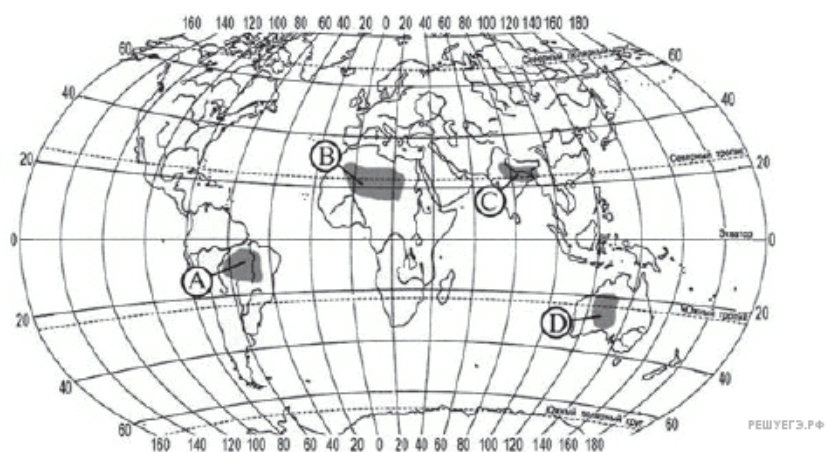 160 140 120 100 80 60 40 20 0 20 40 60 80 100 120 140 160 180
60 Северный полярный круг 60
40 40
20 Северный тропик 20
B
C
0 Экватор 0
A
20 Южный тропик 20
D
40 40
60 Южный полярный круг 60
160 140 120 100 80 60 40 20 0 20 40 60 80 100 120 140 160 180
РЕШУЕГЭ.РФ